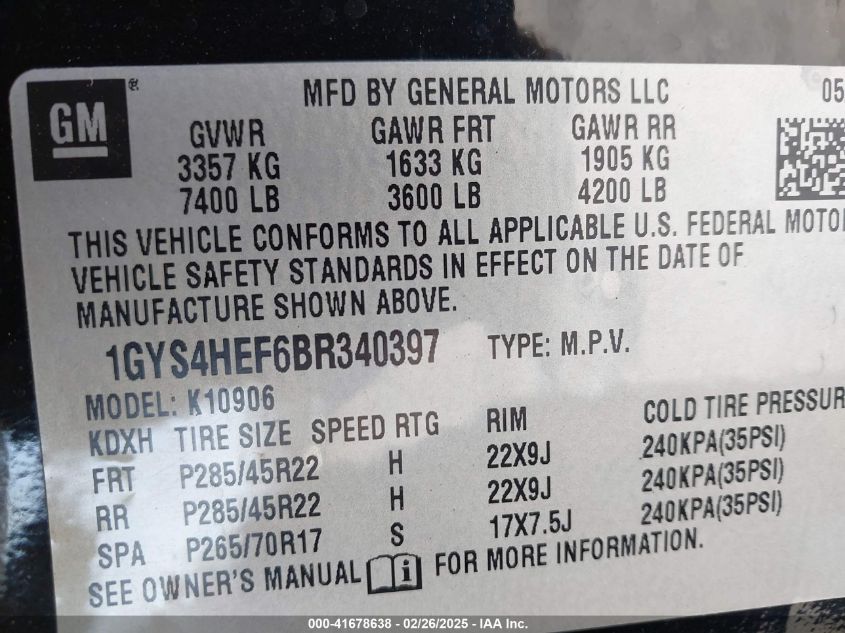 GM ®
MFD BY GENERAL MOTORS LLC 05
GVWR GAWR FRT GAWR RR
3357 KG 1633 KG 1905 KG
7400 LB 3600 LB 4200 LB
THIS VEHICLE CONFORMS TO ALL APPLICABLE U.S. FEDERAL MOTOR
VEHICLE SAFETY STANDARDS IN EFFECT ON THE DATE OF
MANUFACTURE SHOWN ABOVE.
1GYS4HEF6BR340397 TYPE: M.P.V.
MODEL: K10906
KDXH TIRE SIZE SPEED RTG RIM COLD TIRE PRESSUR
FRT P285/45R22 H 22X9J 240KPA(35PSI)
RR P285/45R22 H 22X9J 240KPA(35PSI)
SPA P265/70R17 S 17X7.5J 240KPA(35PSI)
SEE OWNER'S MANUAL i FOR MORE INFORMATION.
000-41678638 - 02/26/2025 - IAA Inc.